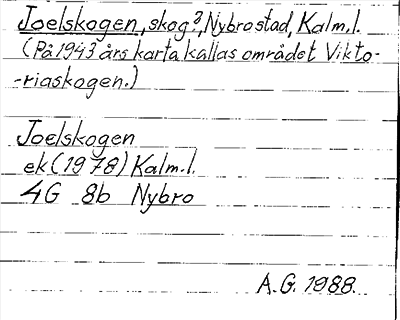 Joelskogen, skog?, Nybro stad, Kalm.l.
(På 1943 års karta kallas området Vikto-
-riaskogen.)
Joelskogen
ek (1978) Kalm.l.
4G 8b Nybro
A.G. 1988.